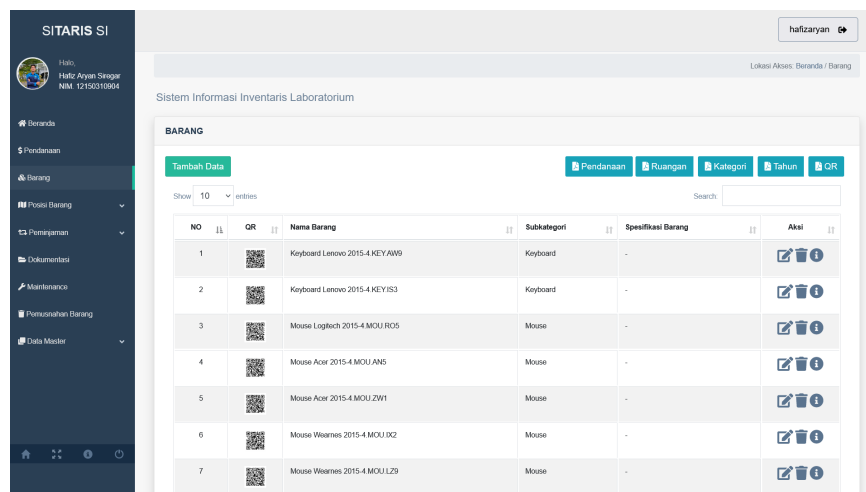 SITARIS SI
hafizaryan
Halo,
Hafiz Aryan Siregar
NIM. 12150310904
Lokasi Akses: Beranda / Barang
Sistem Informasi Inventaris Laboratorium
Beranda
$ Pendanaan
Barang
Posisi Barang
Peminjaman
Dokumentasi
Maintenance
Pemusnahan Barang
Data Master
BARANG
Tambah Data
Pendanaan Ruangan Kategori Tahun QR
Show 10 entries
Search:
NO QR Nama Barang Subkategori Spesifikasi Barang Aksi
1 Keyboard Lenovo 2015-4.KEY.AW9 Keyboard -
2 Keyboard Lenovo 2015-4.KEY.IS3 Keyboard -
3 Mouse Logitech 2015-4.MOU.RO5 Mouse -
4 Mouse Acer 2015-4.MOU.AN5 Mouse -
5 Mouse Acer 2015-4.MOU.ZW1 Mouse -
6 Mouse Wearnes 2015-4.MOU.IX2 Mouse -
7 Mouse Wearnes 2015-4.MOU.LZ9 Mouse -